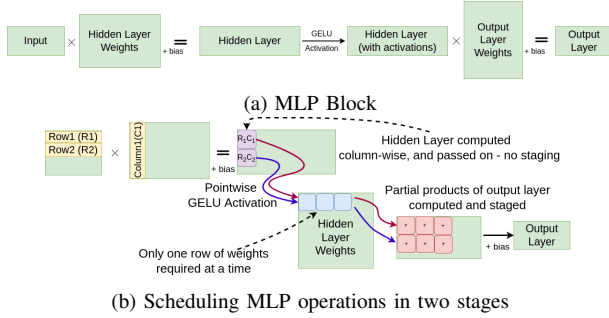 Input
×
Hidden Layer
Weights
=
+ bias
Hidden Layer
GELU
Activation
Hidden Layer
(with activations)
×
Output
Layer
Weights
=
+ bias
Output
Layer
(a) MLP Block
Row1 (R1)
Row2 (R2)
×
Column1(C1)
=
+ bias
R1C1
R2C2
Hidden Layer computed
column-wise, and passed on - no staging
Pointwise
GELU Activation
Partial products of output layer
computed and staged
Hidden
Layer
Weights
+ + +
+ + +
+ bias
Output
Layer
Only one row of weights
required at a time
(b) Scheduling MLP operations in two stages